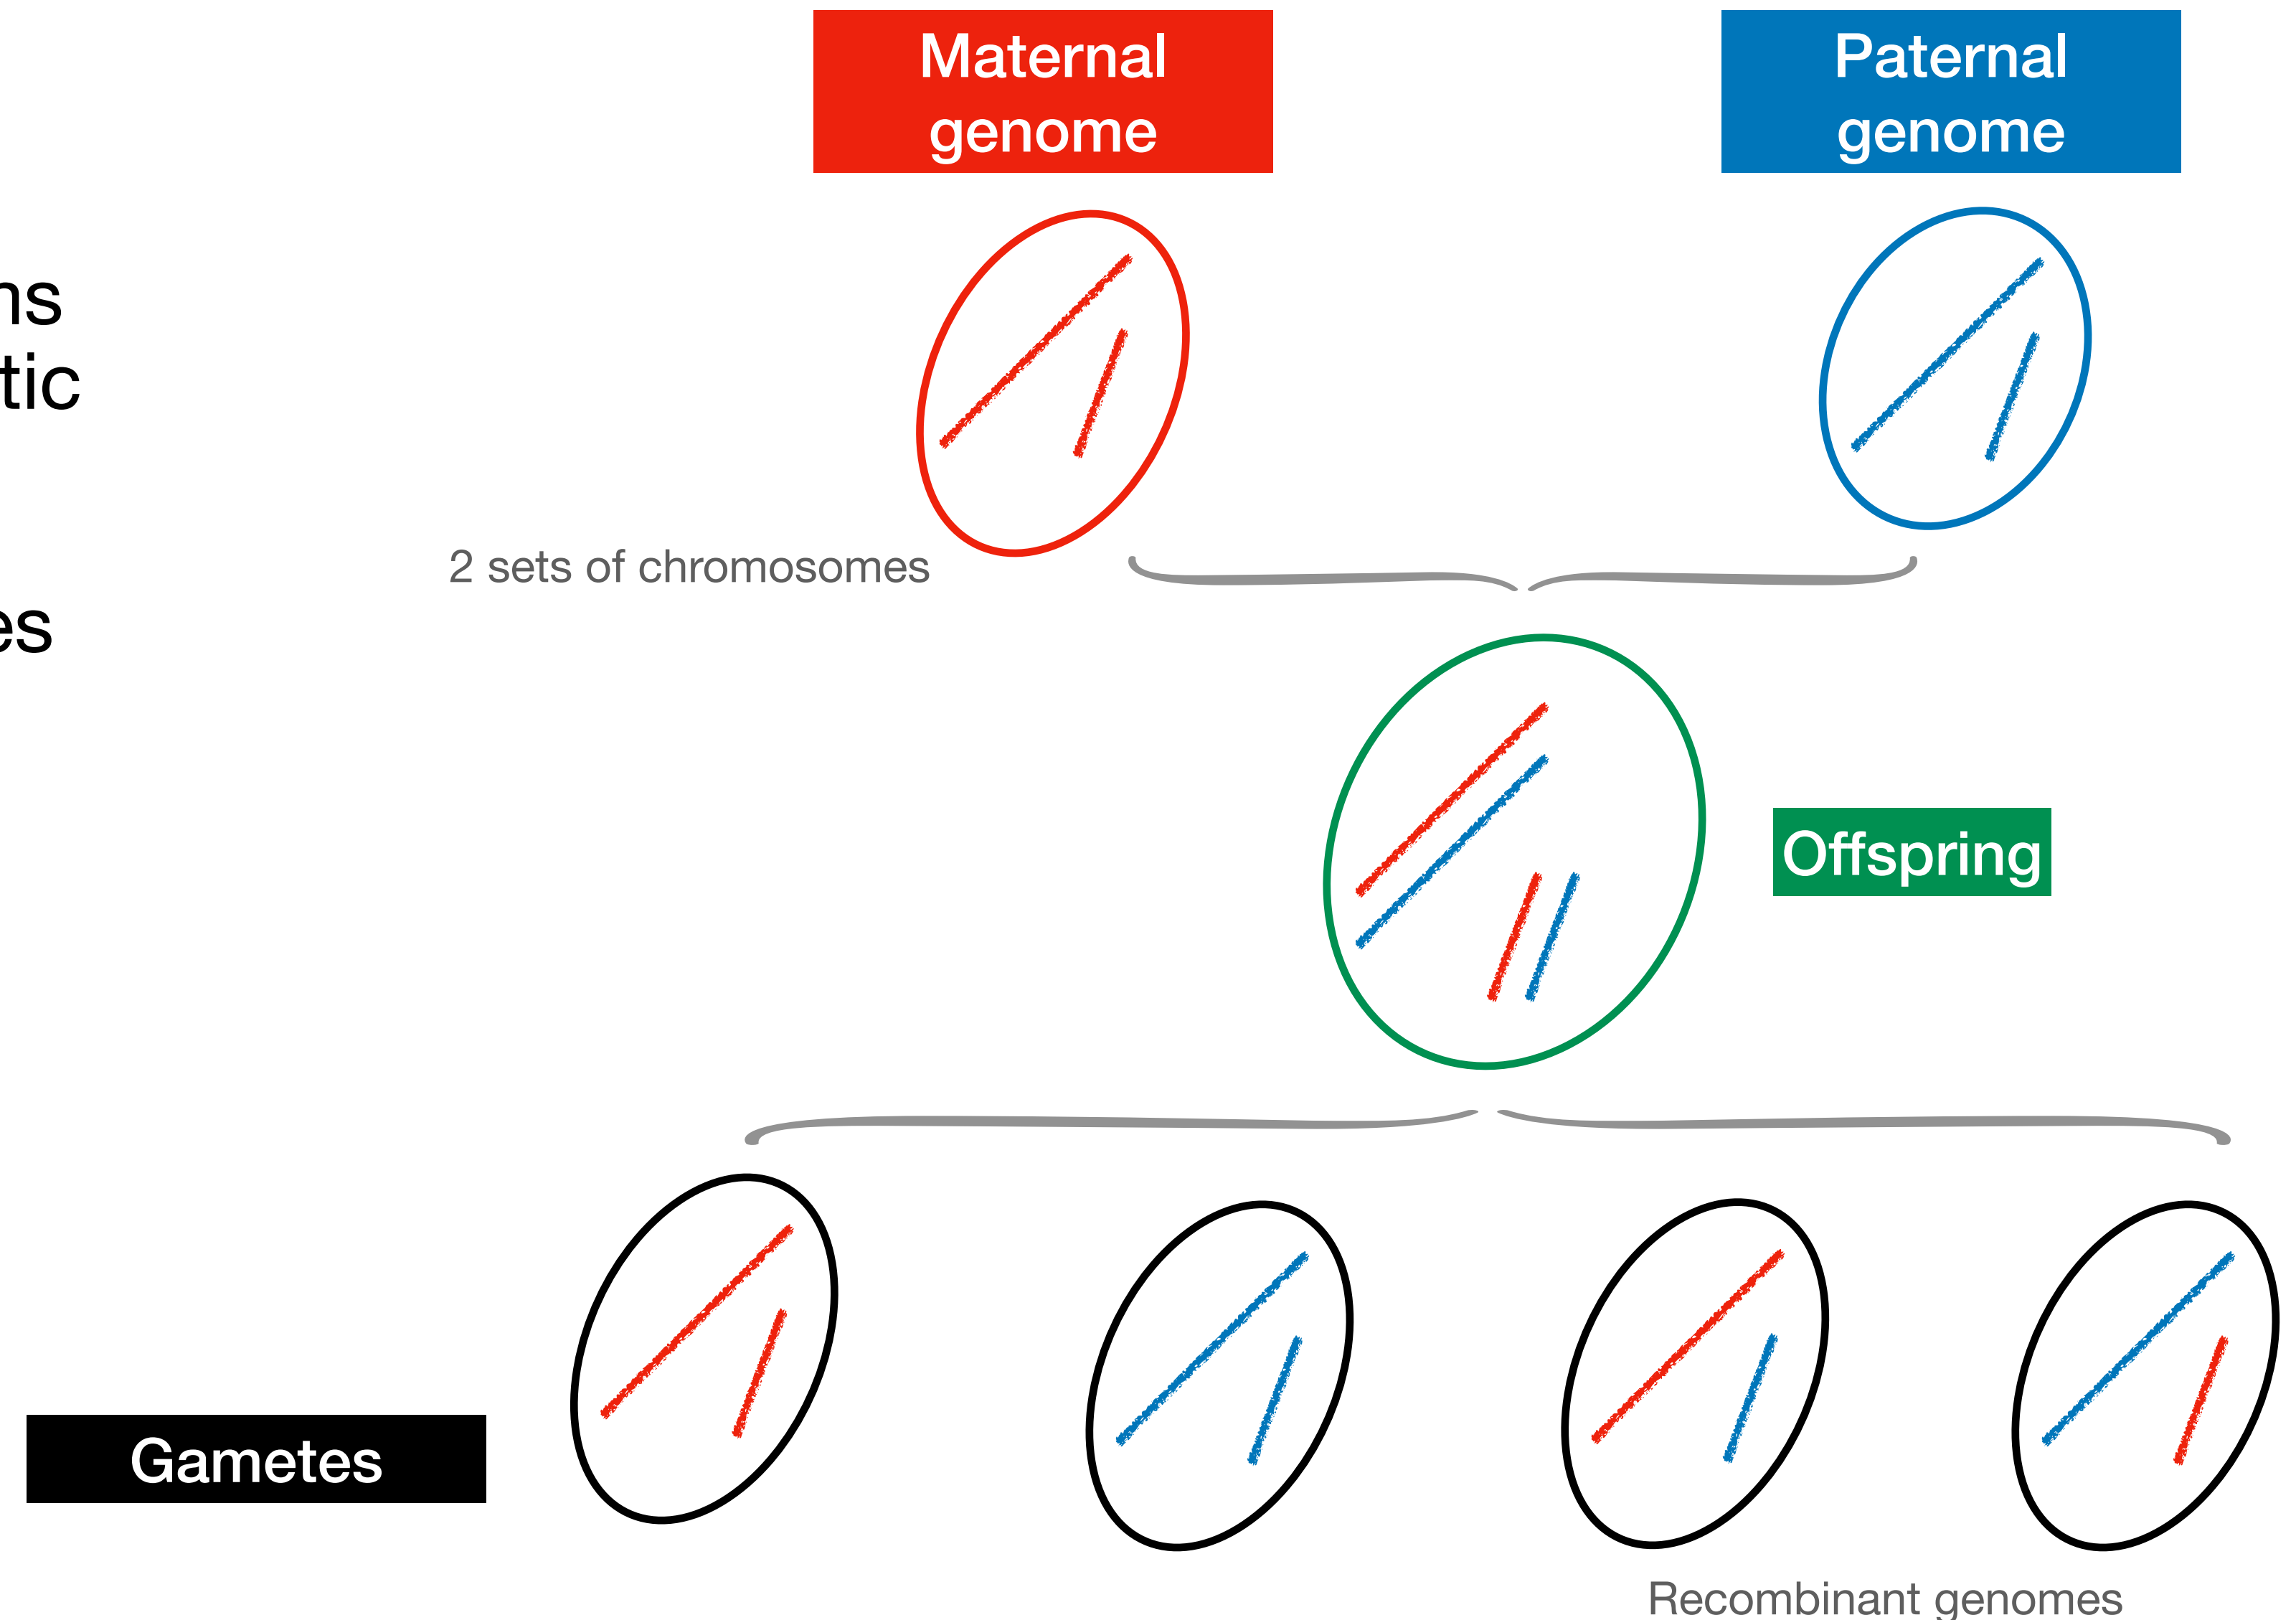 Maternal
genome
Paternal
genome
ns
tic
2 sets of chromosomes
es
Offspring
Gametes
Recombinant genomes